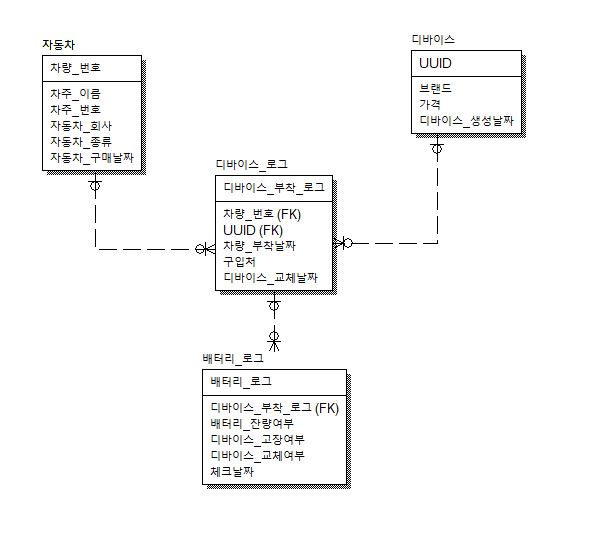 자동차
차량_번호
차주_이름
차주_번호
자동차_회사
자동차_종류
자동차_구매날짜
디바이스
UUID
브랜드
가격
디바이스_생성날짜
디바이스_로그
디바이스_부착_로그
차량_번호 (FK)
UUID (FK)
차량_부착날짜
구입처
디바이스_교체날짜
배터리_로그
배터리_로그
디바이스_부착_로그 (FK)
배터리_잔량여부
디바이스_고장여부
디바이스_교체여부
체크날짜